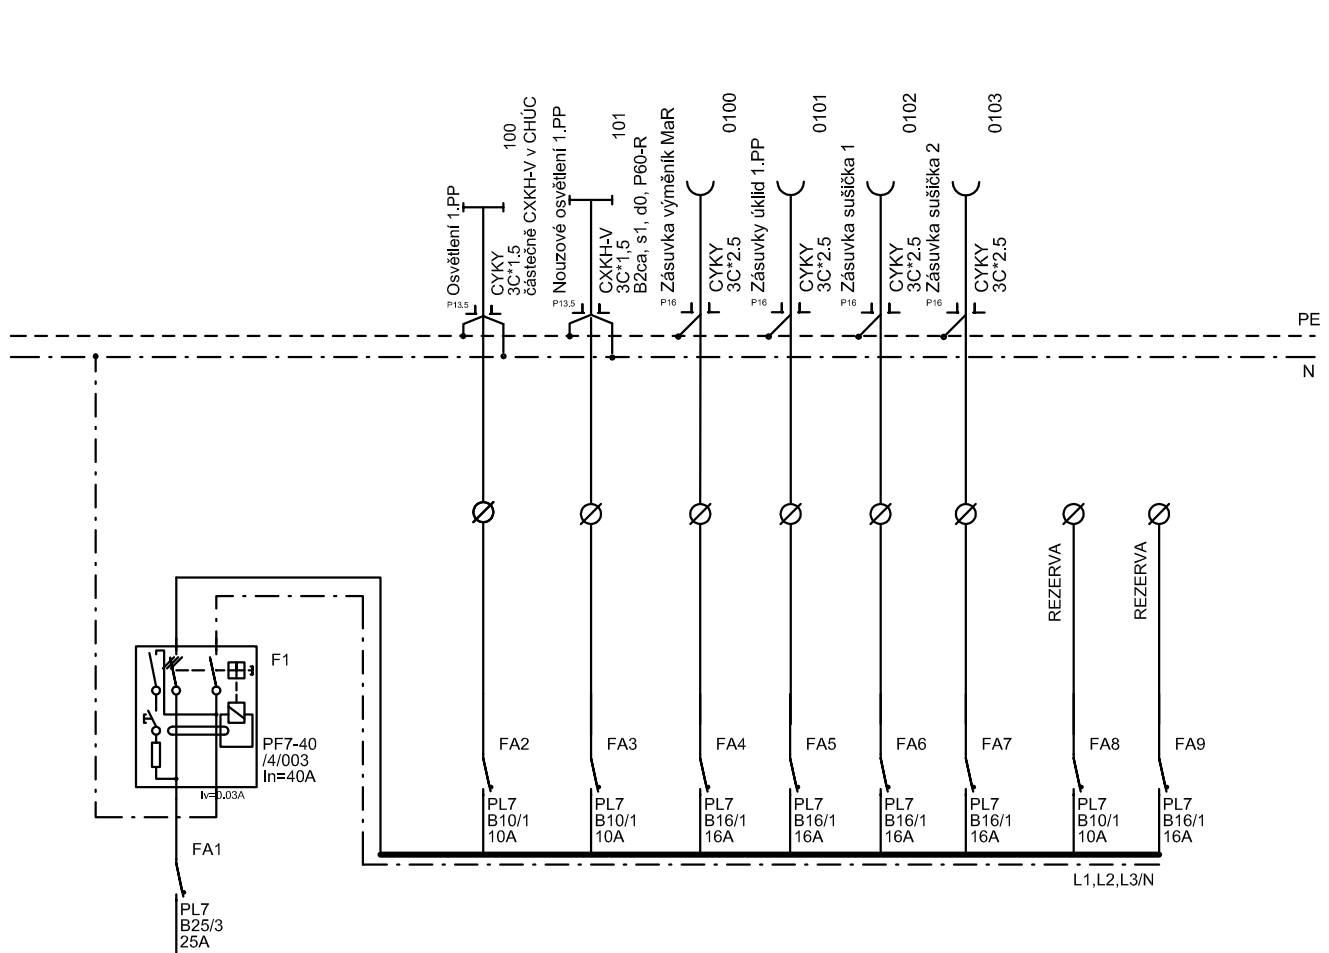 Osvětlení 1.PP
100
CYKY
3C*1.5
částečně CXKH-V v CHÚC
P13.5
Nouzové osvětlení 1.PP
101
CXKH-V
3C*1,5
B2ca, s1, d0, P60-R
P13.5
Zásuvka výměník MaR
0100
CYKY
3C*2.5
P16
Zásuvky úklid 1.PP
0101
CYKY
3C*2.5
P16
Zásuvka sušička 1
0102
CYKY
3C*2.5
P16
Zásuvka sušička 2
0103
CYKY
3C*2.5
P16
PE
N
REZERVA
REZERVA
F1
PF7-40
/4/003
In=40A
Iv=0.03A
FA1
PL7
B25/3
25A
FA2
PL7
B10/1
10A
FA3
PL7
B10/1
10A
FA4
PL7
B16/1
16A
FA5
PL7
B16/1
16A
FA6
PL7
B16/1
16A
FA7
PL7
B16/1
16A
FA8
PL7
B10/1
10A
FA9
PL7
B16/1
16A
L1,L2,L3/N